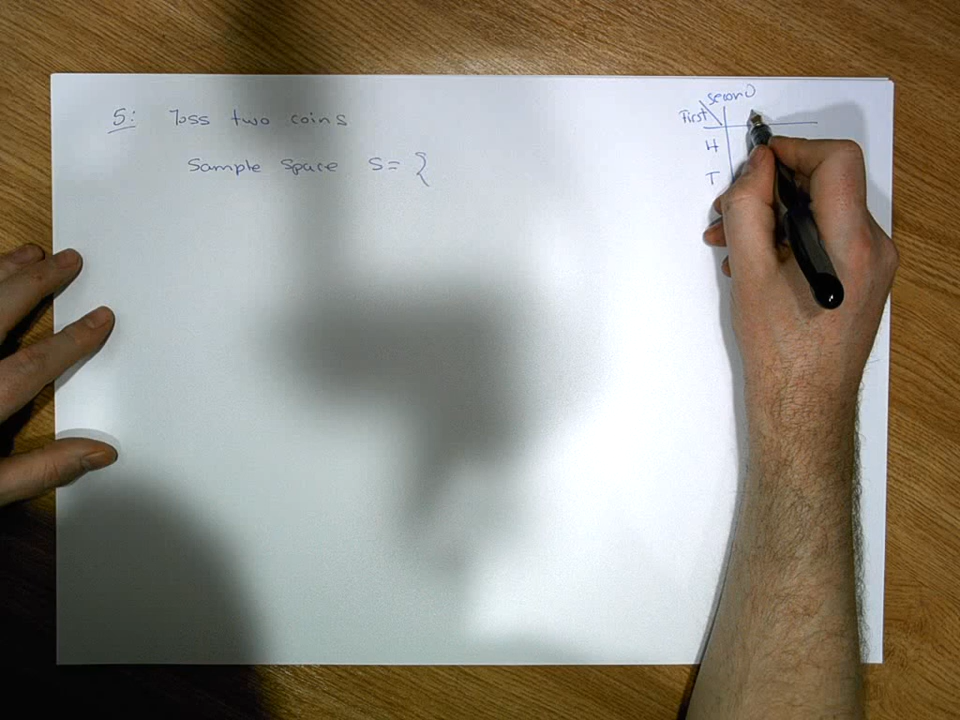 5: Toss two coins
Sample space S = {
Second
First
H
T